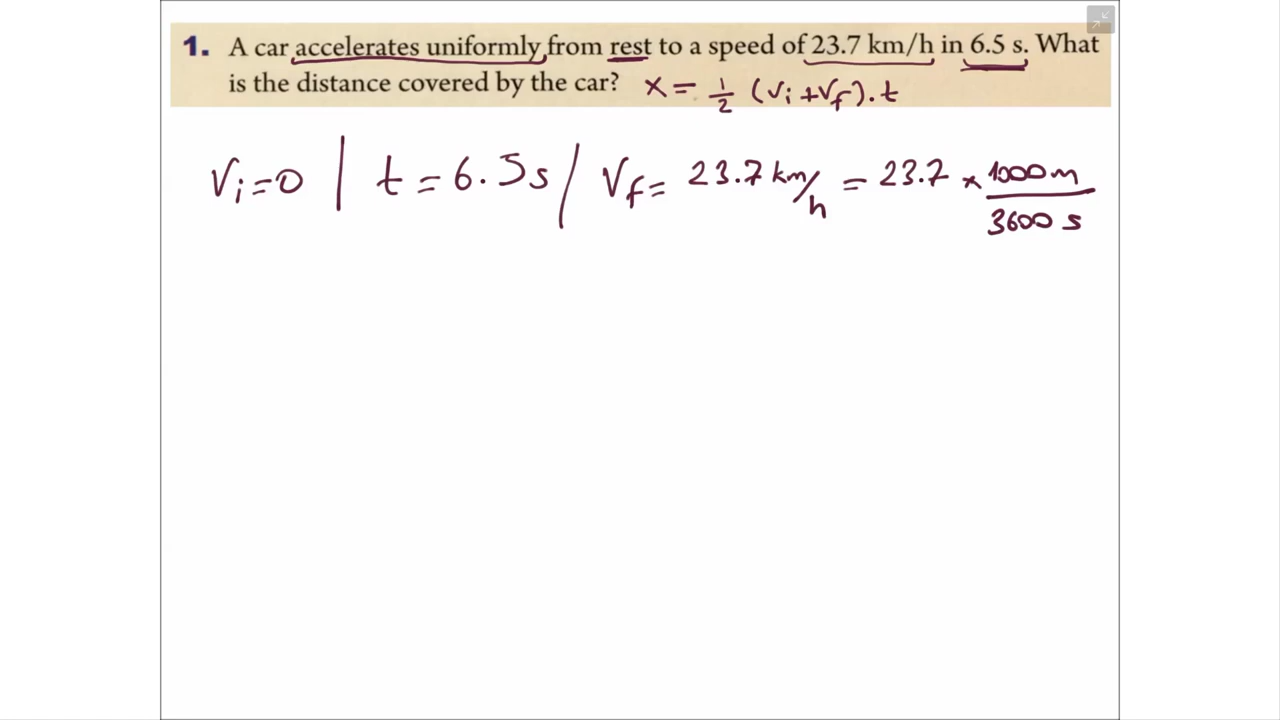 1. A car accelerates uniformly from rest to a speed of 23.7 km/h in 6.5 s. What
is the distance covered by the car? x = 1/2 (vi + vf) . t
Vi = 0 | t = 6.5 s / Vf = 23.7 km/h = 23.7 × 1000 m / 3600 s